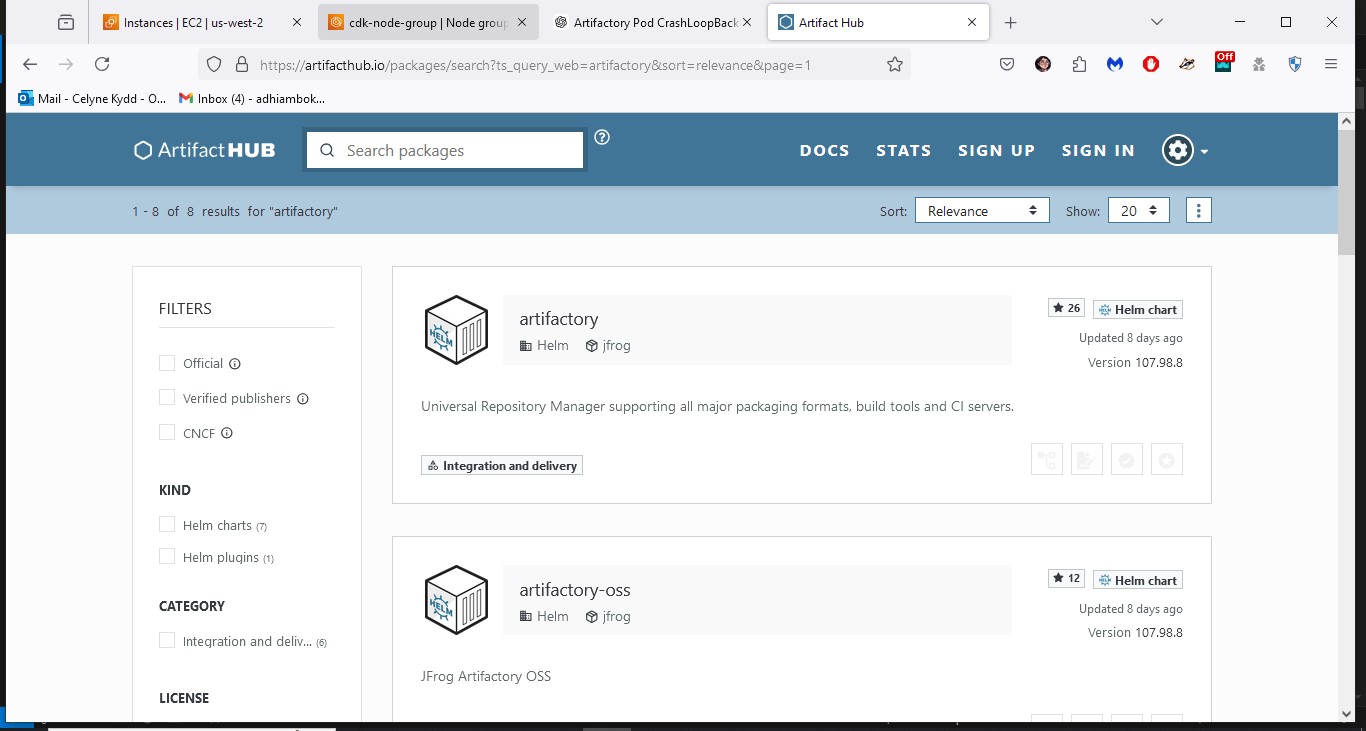 Instances | EC2 | us-west-2
cdk-node-group | Node group
Artifactory Pod CrashLoopBack
Artifact Hub
https://artifacthub.io/packages/search?ts_query_web=artifactory&sort=relevance&page=1
Off
Mail - Celyne Kydd - O...
Inbox (4) - adhiambok...
Artifact HUB
Search packages
DOCS
STATS
SIGN UP
SIGN IN
1 - 8 of 8 results for "artifactory"
Sort:
Relevance
Show:
20
FILTERS
Official
Verified publishers
CNCF
KIND
Helm charts (7)
Helm plugins (1)
CATEGORY
Integration and deliv... (6)
LICENSE
HELM
artifactory
Helm
jfrog
26
Helm chart
Updated 8 days ago
Version 107.98.8
Universal Repository Manager supporting all major packaging formats, build tools and CI servers.
Integration and delivery
HELM
artifactory-oss
Helm
jfrog
12
Helm chart
Updated 8 days ago
Version 107.98.8
JFrog Artifactory OSS